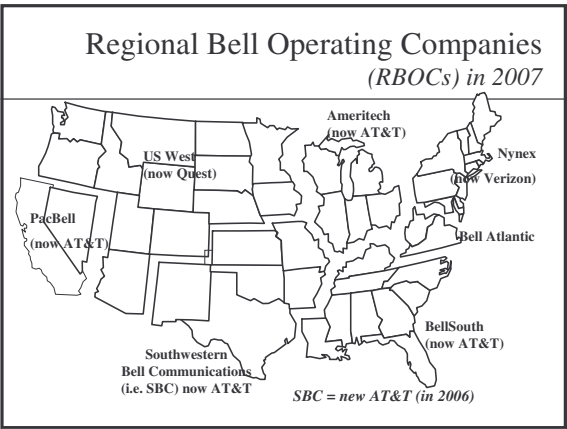 Regional Bell Operating Companies
(RBOCs) in 2007
Ameritech
(now AT&T)
US West
(now Quest)
Nynex
(now Verizon)
PacBell
(now AT&T)
Bell Atlantic
BellSouth
(now AT&T)
Southwestern
Bell Communications
(i.e. SBC) now AT&T
SBC = new AT&T (in 2006)